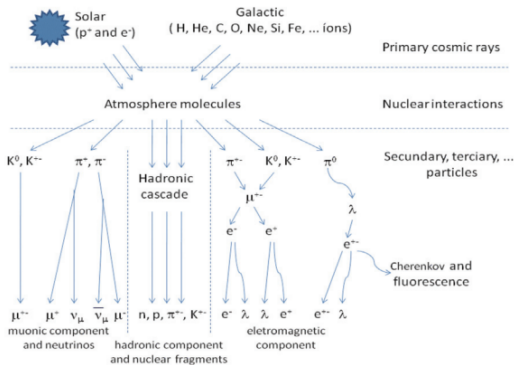 Solar
(p⁺ and e⁻)
Galactic
( H, He, C, O, Ne, Si, Fe, ... íons)
Primary cosmic rays
Atmosphere molecules
Nuclear interactions
K⁰, K⁺⁻
π⁺, π⁻
Hadronic
cascade
π⁺⁻
K⁰, K⁺⁻
π⁰
Secundary, terciary, ...
particles
μ⁺⁻
λ
e⁻
e⁺
e⁺⁻
Cherenkov and
fluorescence
μ⁺⁻
μ⁺
ν_μ
ν̅_μ
μ⁻
n, p, π⁺⁻, K⁺⁻
e⁻
λ
λ
e⁺
e⁺⁻
λ
muonic component
and neutrinos
hadronic component
and nuclear fragments
eletromagnetic
component